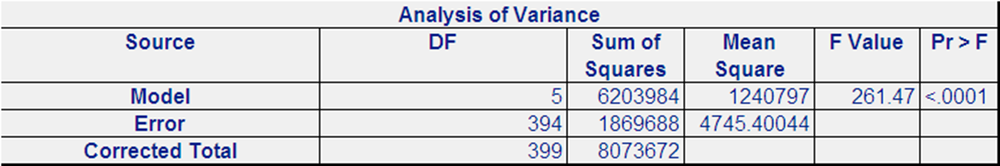 Analysis of Variance
Source DF Sum of Squares Mean Square F Value Pr > F
Model 5 6203984 1240797 261.47 <.0001
Error 394 1869688 4745.40044
Corrected Total 399 8073672